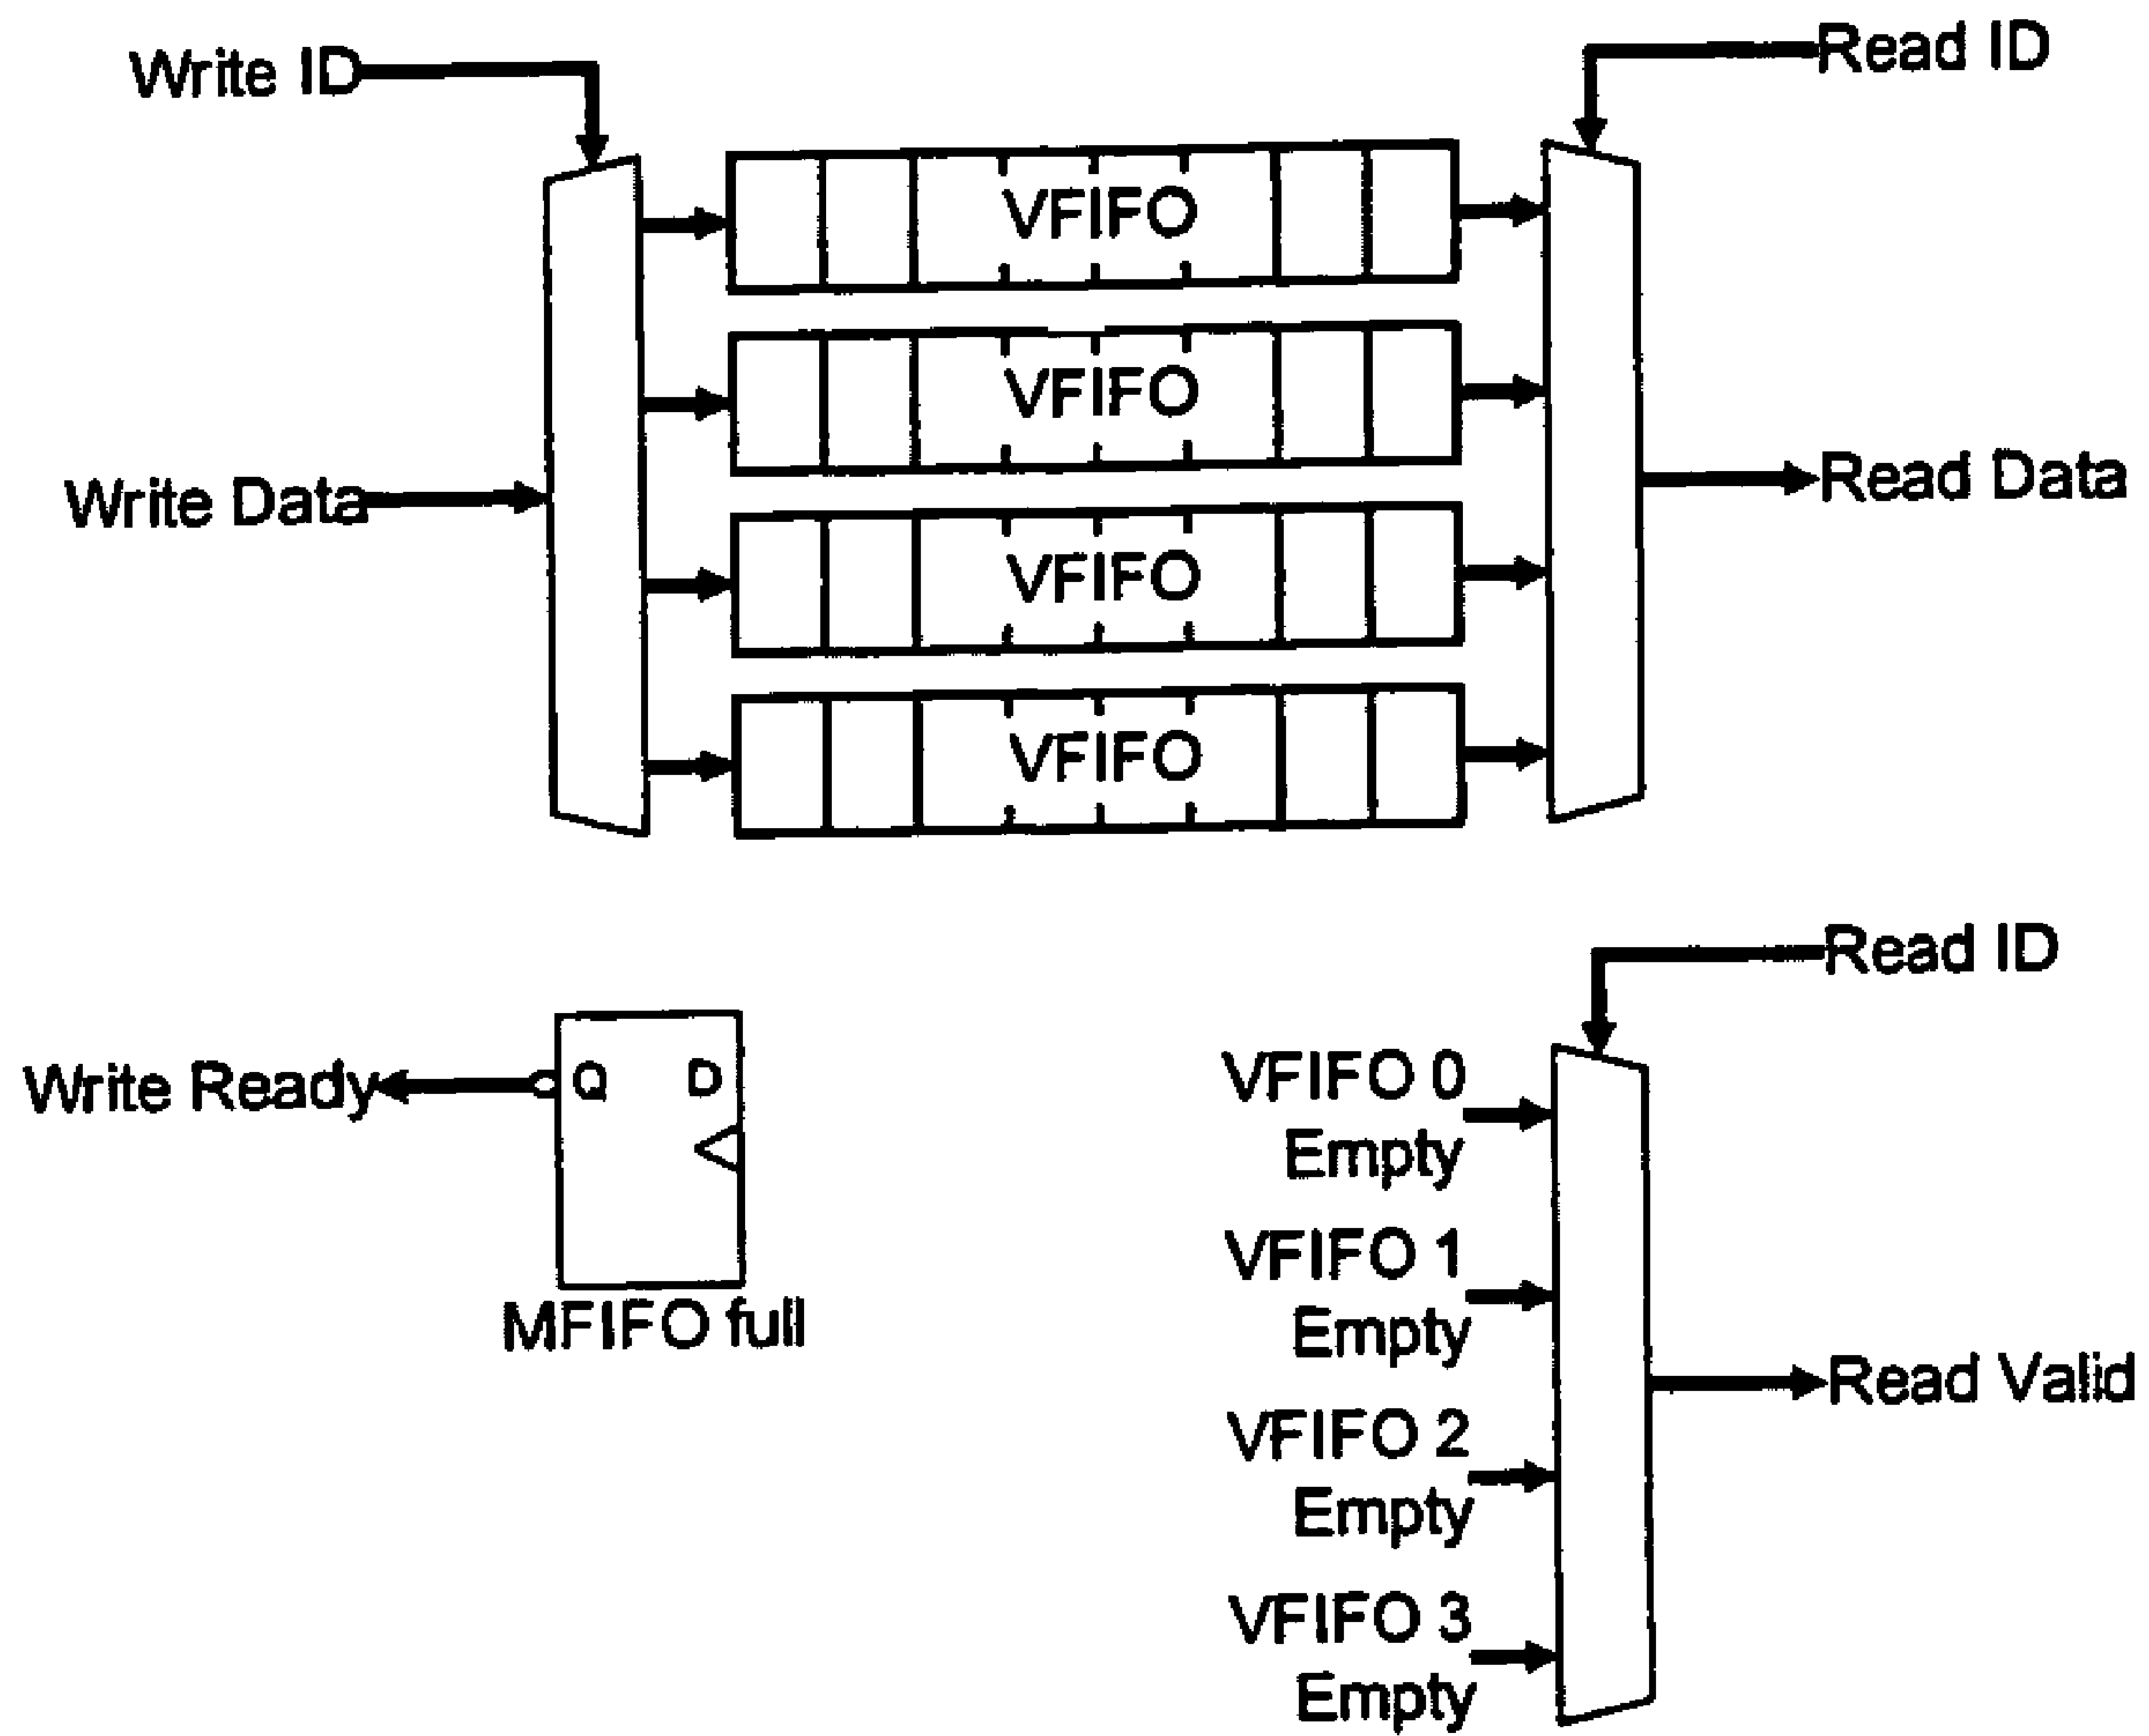 Write ID
Read ID
VFIFO
VFIFO
Write Data
Read Data
VFIFO
VFIFO
Read ID
Write Ready
Q
D
MFIFO full
VFIFO 0
Empty
VFIFO 1
Empty
Read Valid
VFIFO 2
Empty
VFIFO 3
Empty